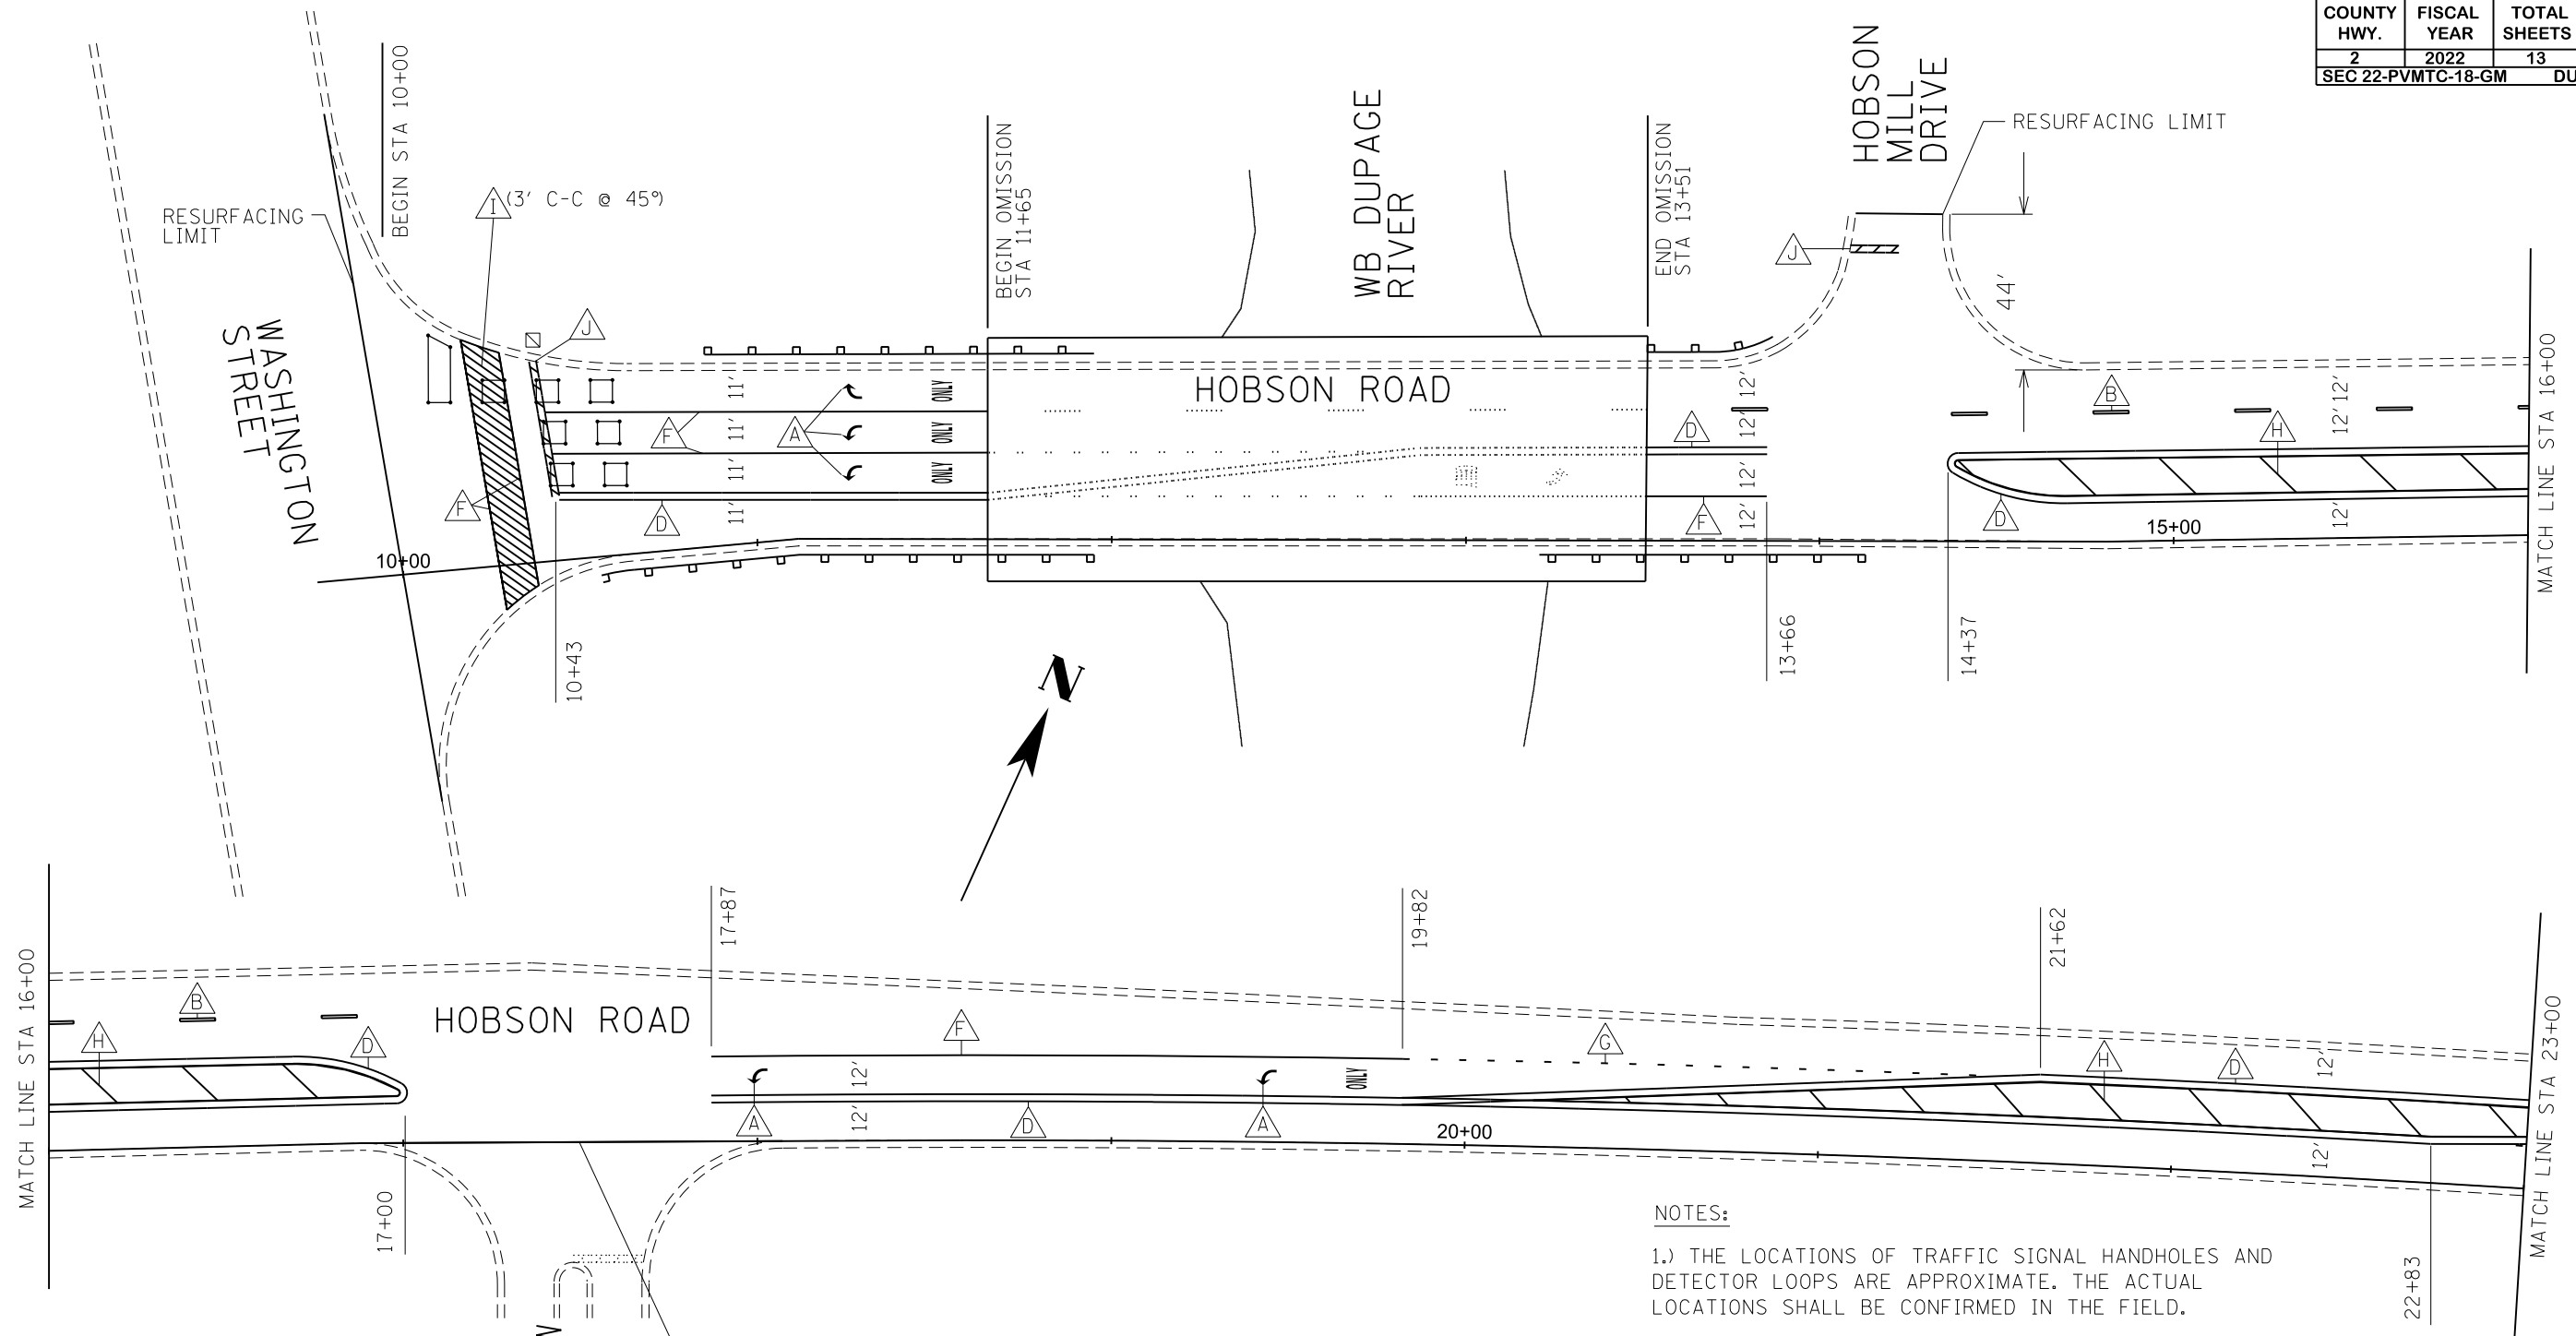 COUNTY HWY.
FISCAL YEAR
TOTAL SHEETS
2
2022
13
SEC 22-PVMTC-18-GM DU
BEGIN STA 10+00
RESURFACING
LIMIT
I (3' C-C @ 45°)
WASHINGTON
STREET
J
F
F
A
ONLY
ONLY
ONLY
11'
11'
11'
11'
D
10+00
10+43
BEGIN OMISSION
STA 11+65
WB DUPAGE
RIVER
HOBSON ROAD
END OMISSION
STA 13+51
HOBSON
MILL
DRIVE
RESURFACING LIMIT
J
44'
12'
12'
12'
12'
D
F
13+66
14+37
B
H
D
12'
12'
12'
15+00
MATCH LINE STA 16+00
N
MATCH LINE STA 16+00
B
H
D
HOBSON ROAD
17+00
17+87
F
12'
12'
A
D
A
ONLY
19+82
20+00
G
21+62
H
D
12'
12'
22+83
MATCH LINE STA 23+00
NOTES:
1.) THE LOCATIONS OF TRAFFIC SIGNAL HANDHOLES AND
DETECTOR LOOPS ARE APPROXIMATE. THE ACTUAL
LOCATIONS SHALL BE CONFIRMED IN THE FIELD.